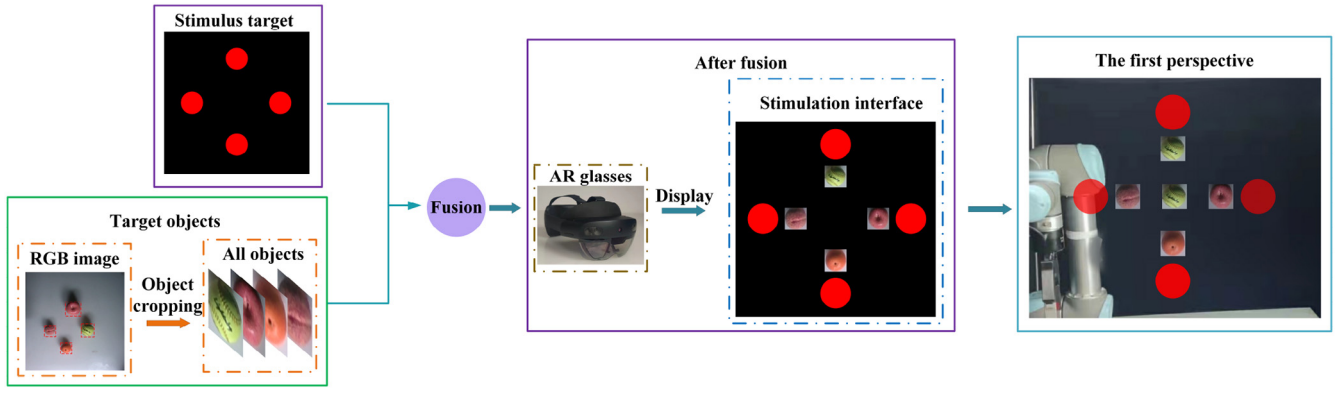 Stimulus target
Target objects
RGB image
Object
cropping
All objects
Fusion
After fusion
AR glasses
Display
Stimulation interface
The first perspective